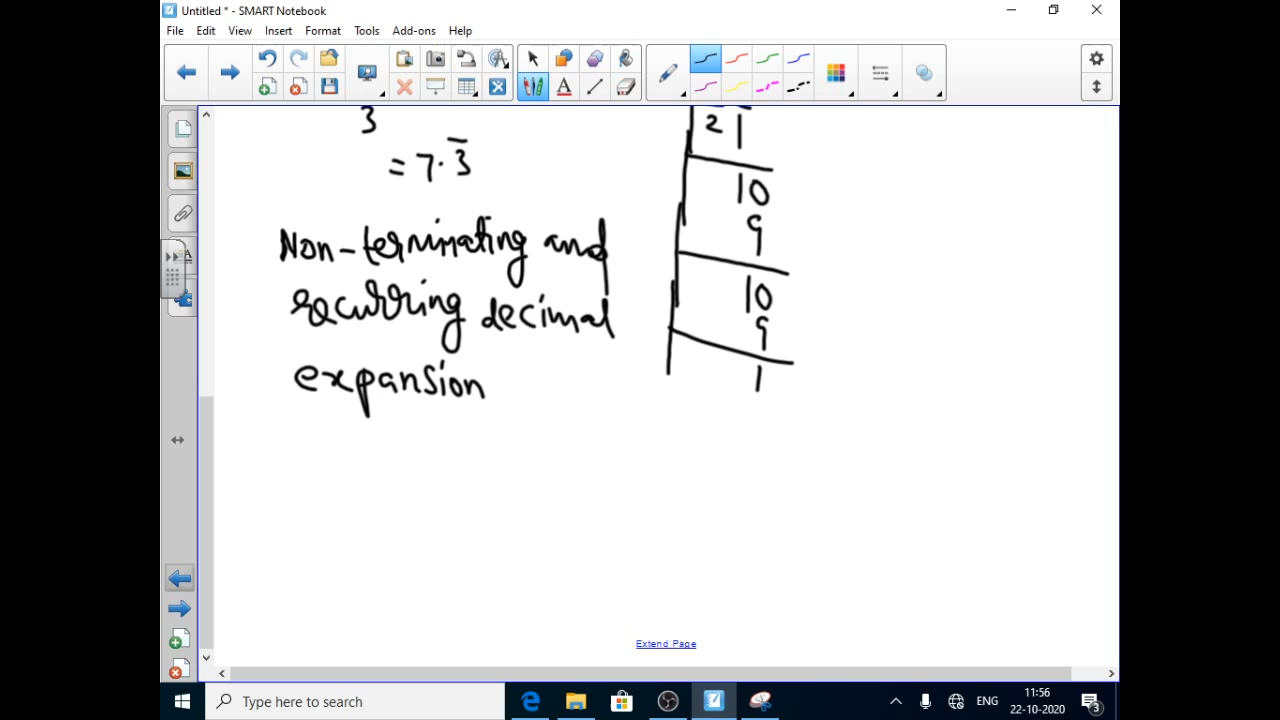 Untitled * - SMART Notebook
File Edit View Insert Format Tools Add-ons Help
3
= 7.3̅
Non-terminating and
recurring decimal
expansion
21
10
9
10
9
1
Extend Page
Type here to search
ENG
11:56
22-10-2020
3